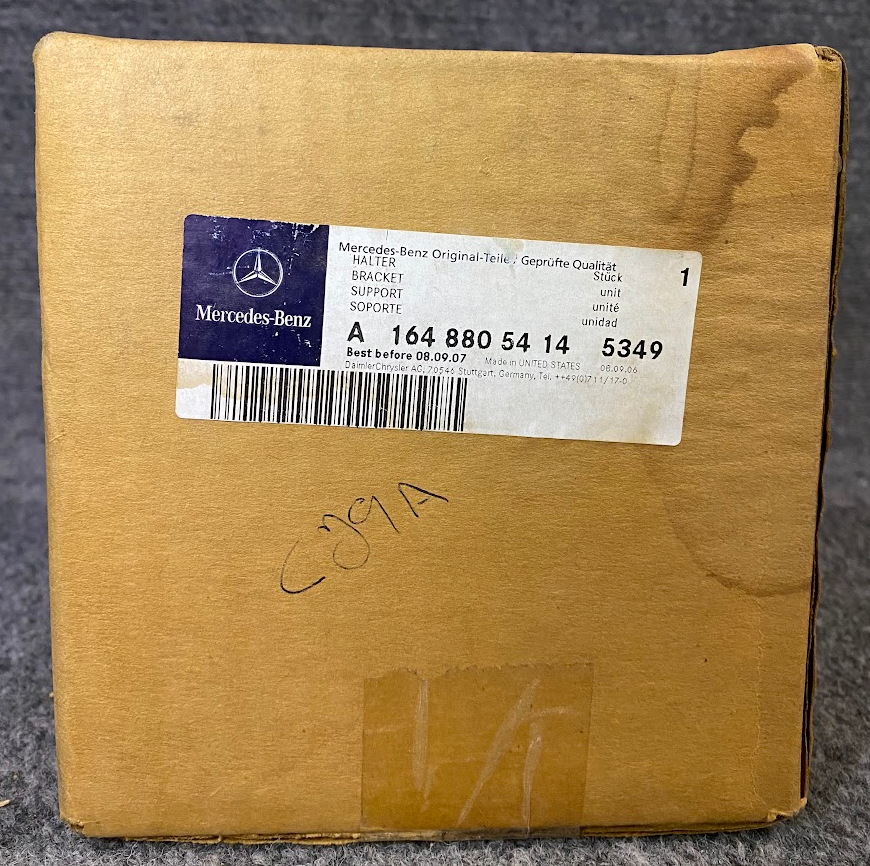 Mercedes-Benz
Mercedes-Benz Original-Teile / Geprüfte Qualität
HALTER Stück 1
BRACKET unit
SUPPORT unité
SOPORTE unidad
A 164 880 54 14 5349
Best before 08.09.07 Made in UNITED STATES 08.09.06
DaimlerChrysler AG, 70546 Stuttgart, Germany, Tel. ++49(0)711/17-0